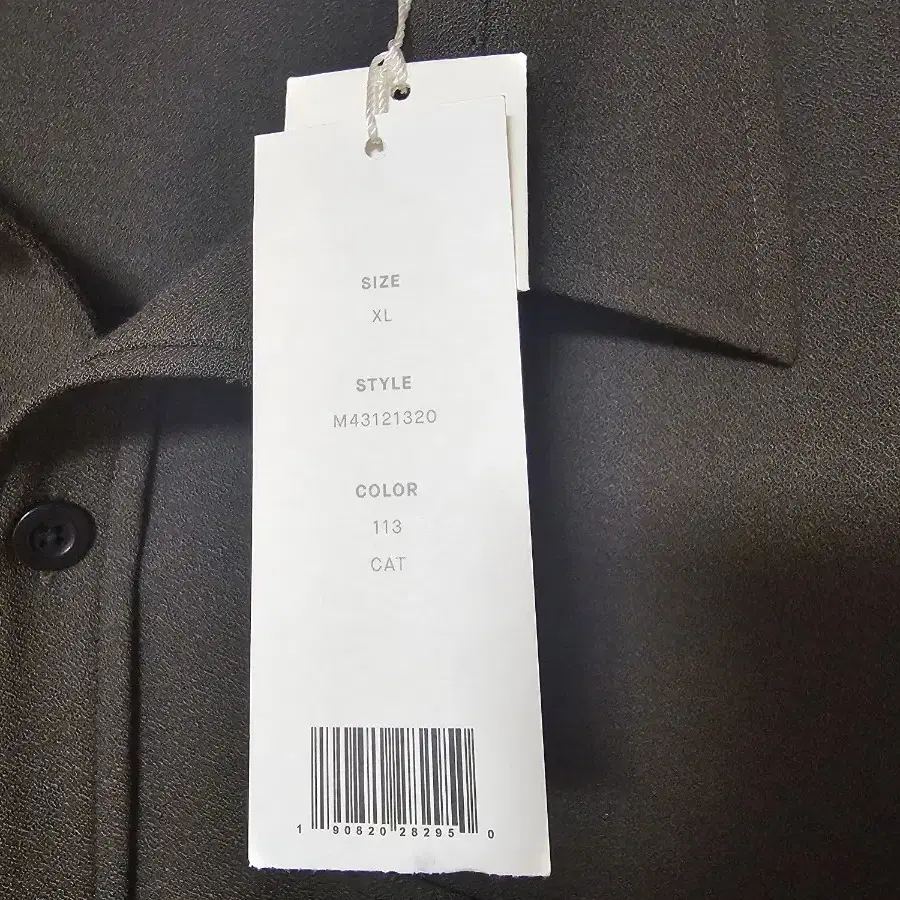 SIZE
XL
STYLE
M43121320
COLOR
113
CAT
1 90820 28295 0